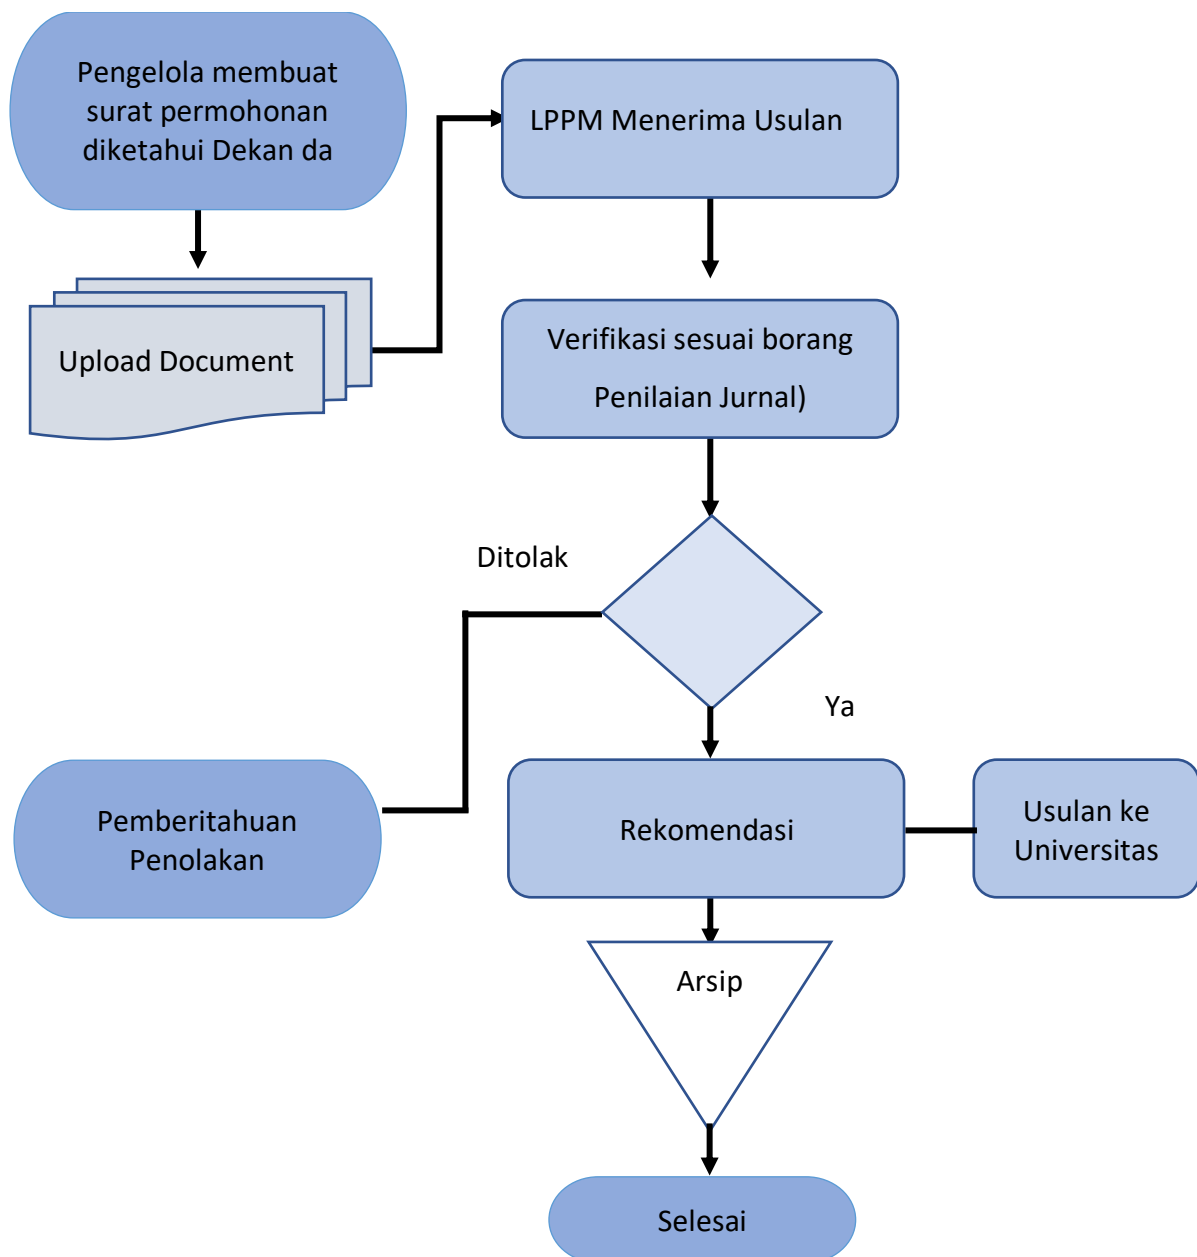 Pengelola membuat
surat permohonan
diketahui Dekan da
LPPM Menerima Usulan
Upload Document
Verifikasi sesuai borang
Penilaian Jurnal)
Ditolak
Ya
Pemberitahuan
Penolakan
Rekomendasi
Usulan ke
Universitas
Arsip
Selesai